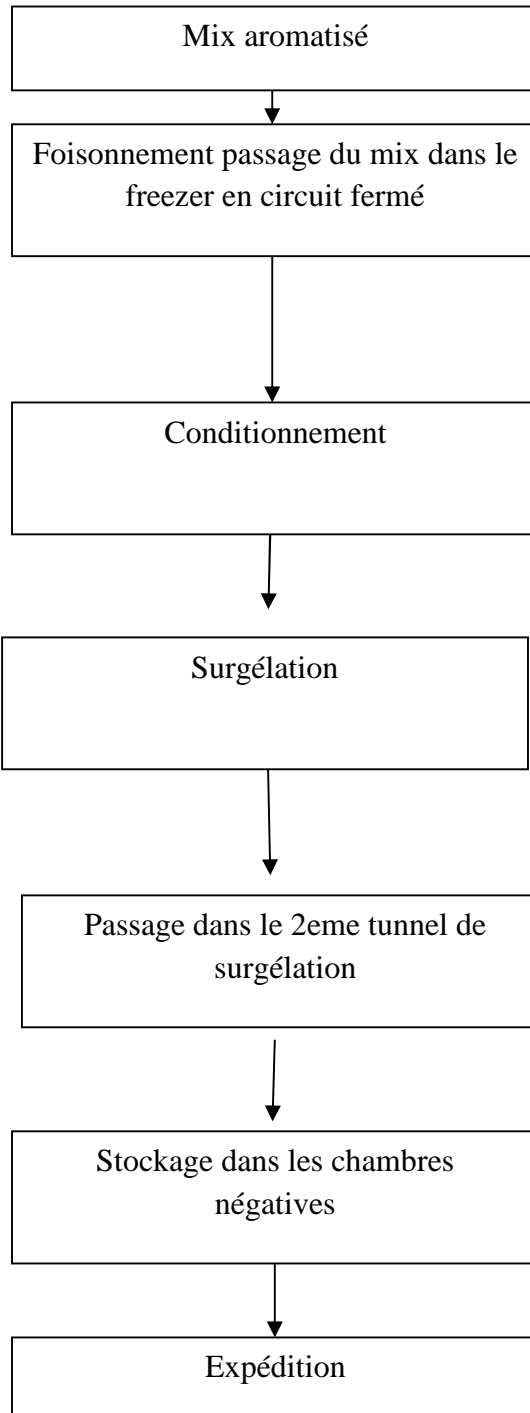 Mix aromatisé
Foisonnement passage du mix dans le
freezer en circuit fermé
Conditionnement
Surgélation
Passage dans le 2eme tunnel de
surgélation
Stockage dans les chambres
négatives
Expédition